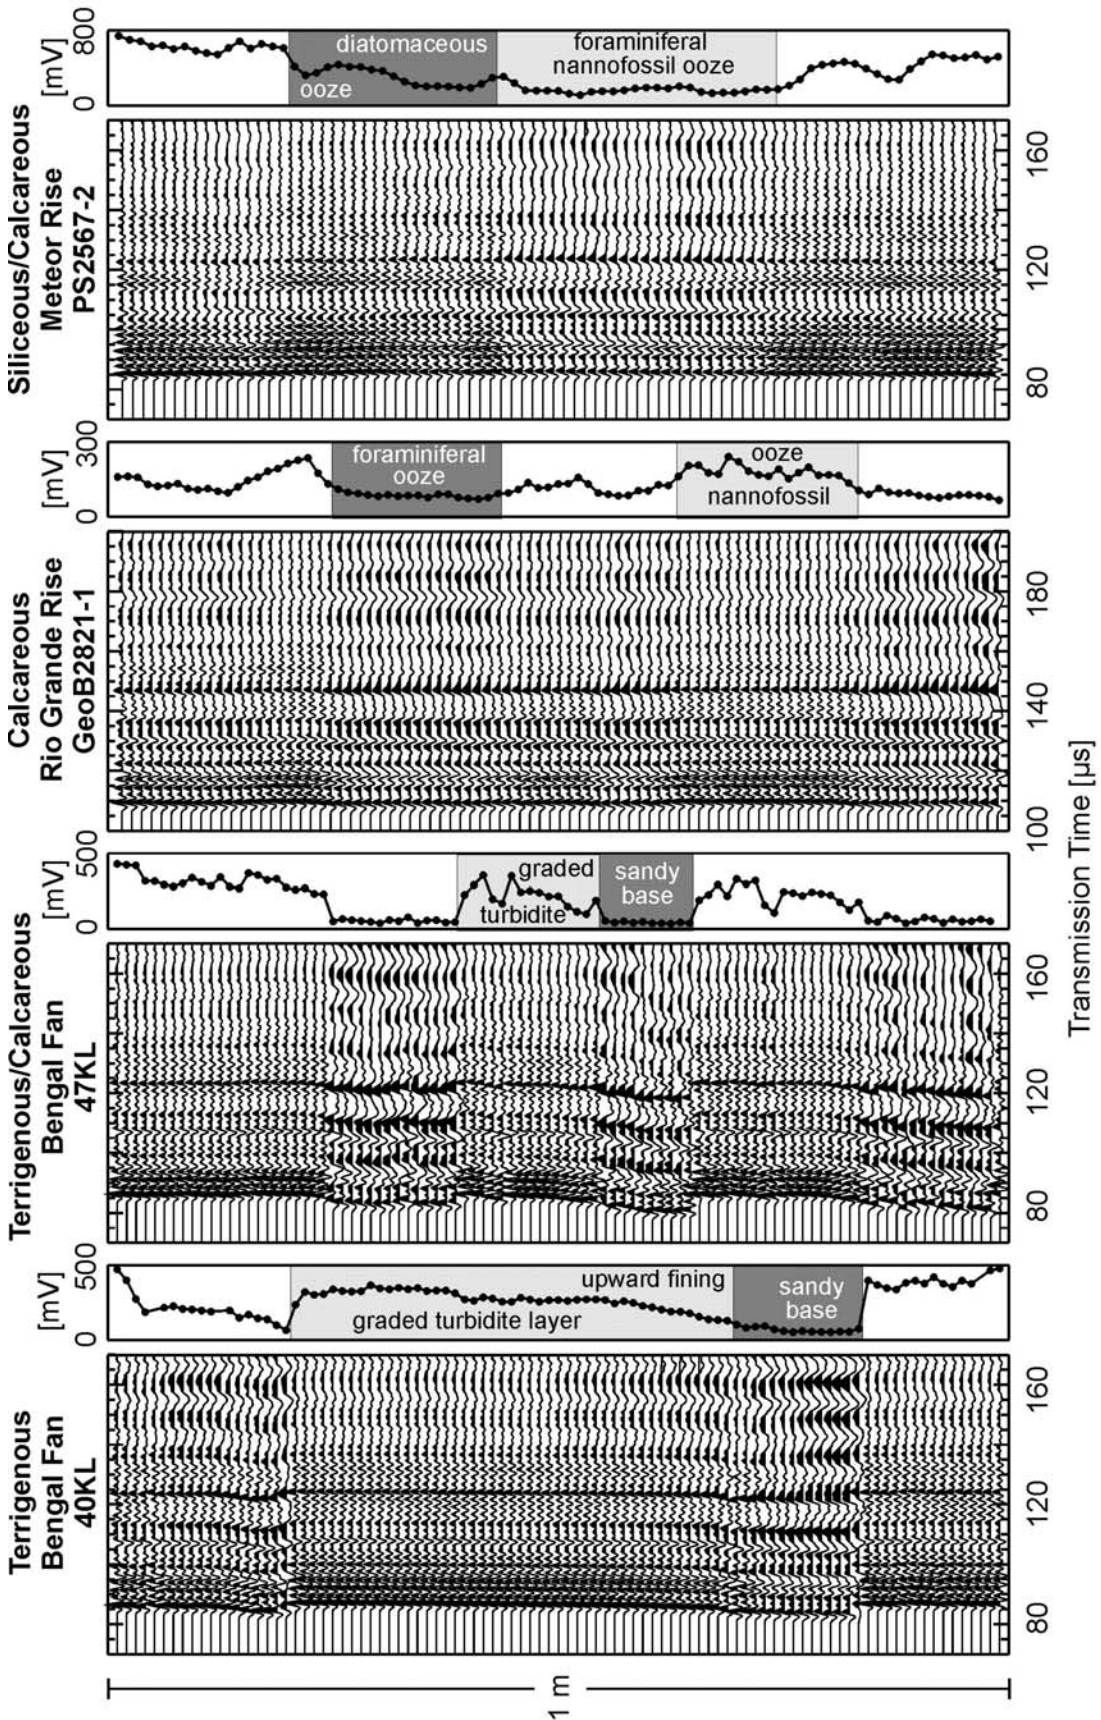 Terrigenous
Bengal Fan
40KL
[mV]
0
500
upward fining
graded turbidite layer
sandy
base
80
120
160
Terrigenous/Calcareous
Bengal Fan
47KL
[mV]
0
500
graded
turbidite
sandy
base
80
120
160
Calcareous
Rio Grande Rise
GeoB2821-1
[mV]
0
300
foraminiferal
ooze
ooze
nannofossil
100
140
180
Siliceous/Calcareous
Meteor Rise
PS2567-2
[mV]
0
800
diatomaceous
ooze
foraminiferal
nannofossil ooze
80
120
160
Transmission Time [µs]
1 m